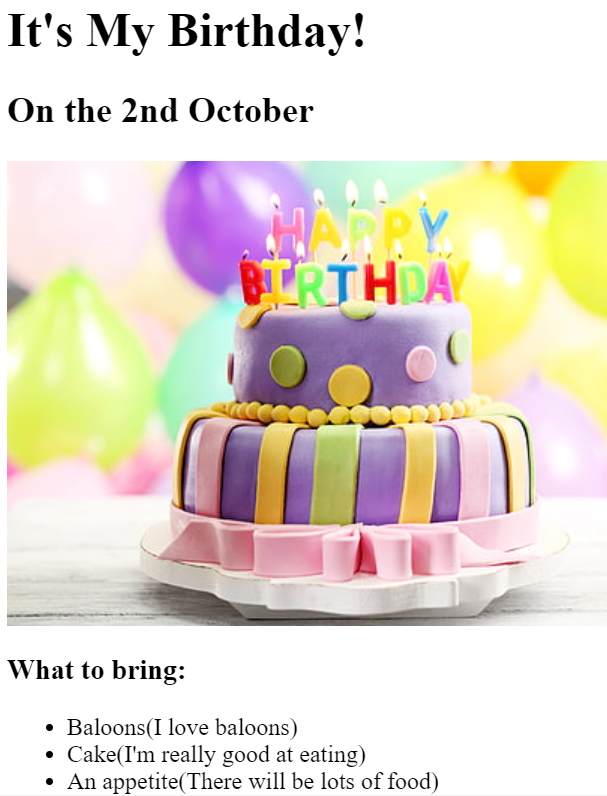 It's My Birthday!
On the 2nd October
HAPPY
BIRTHDAY
What to bring:
Baloons(I love baloons)
Cake(I'm really good at eating)
An appetite(There will be lots of food)